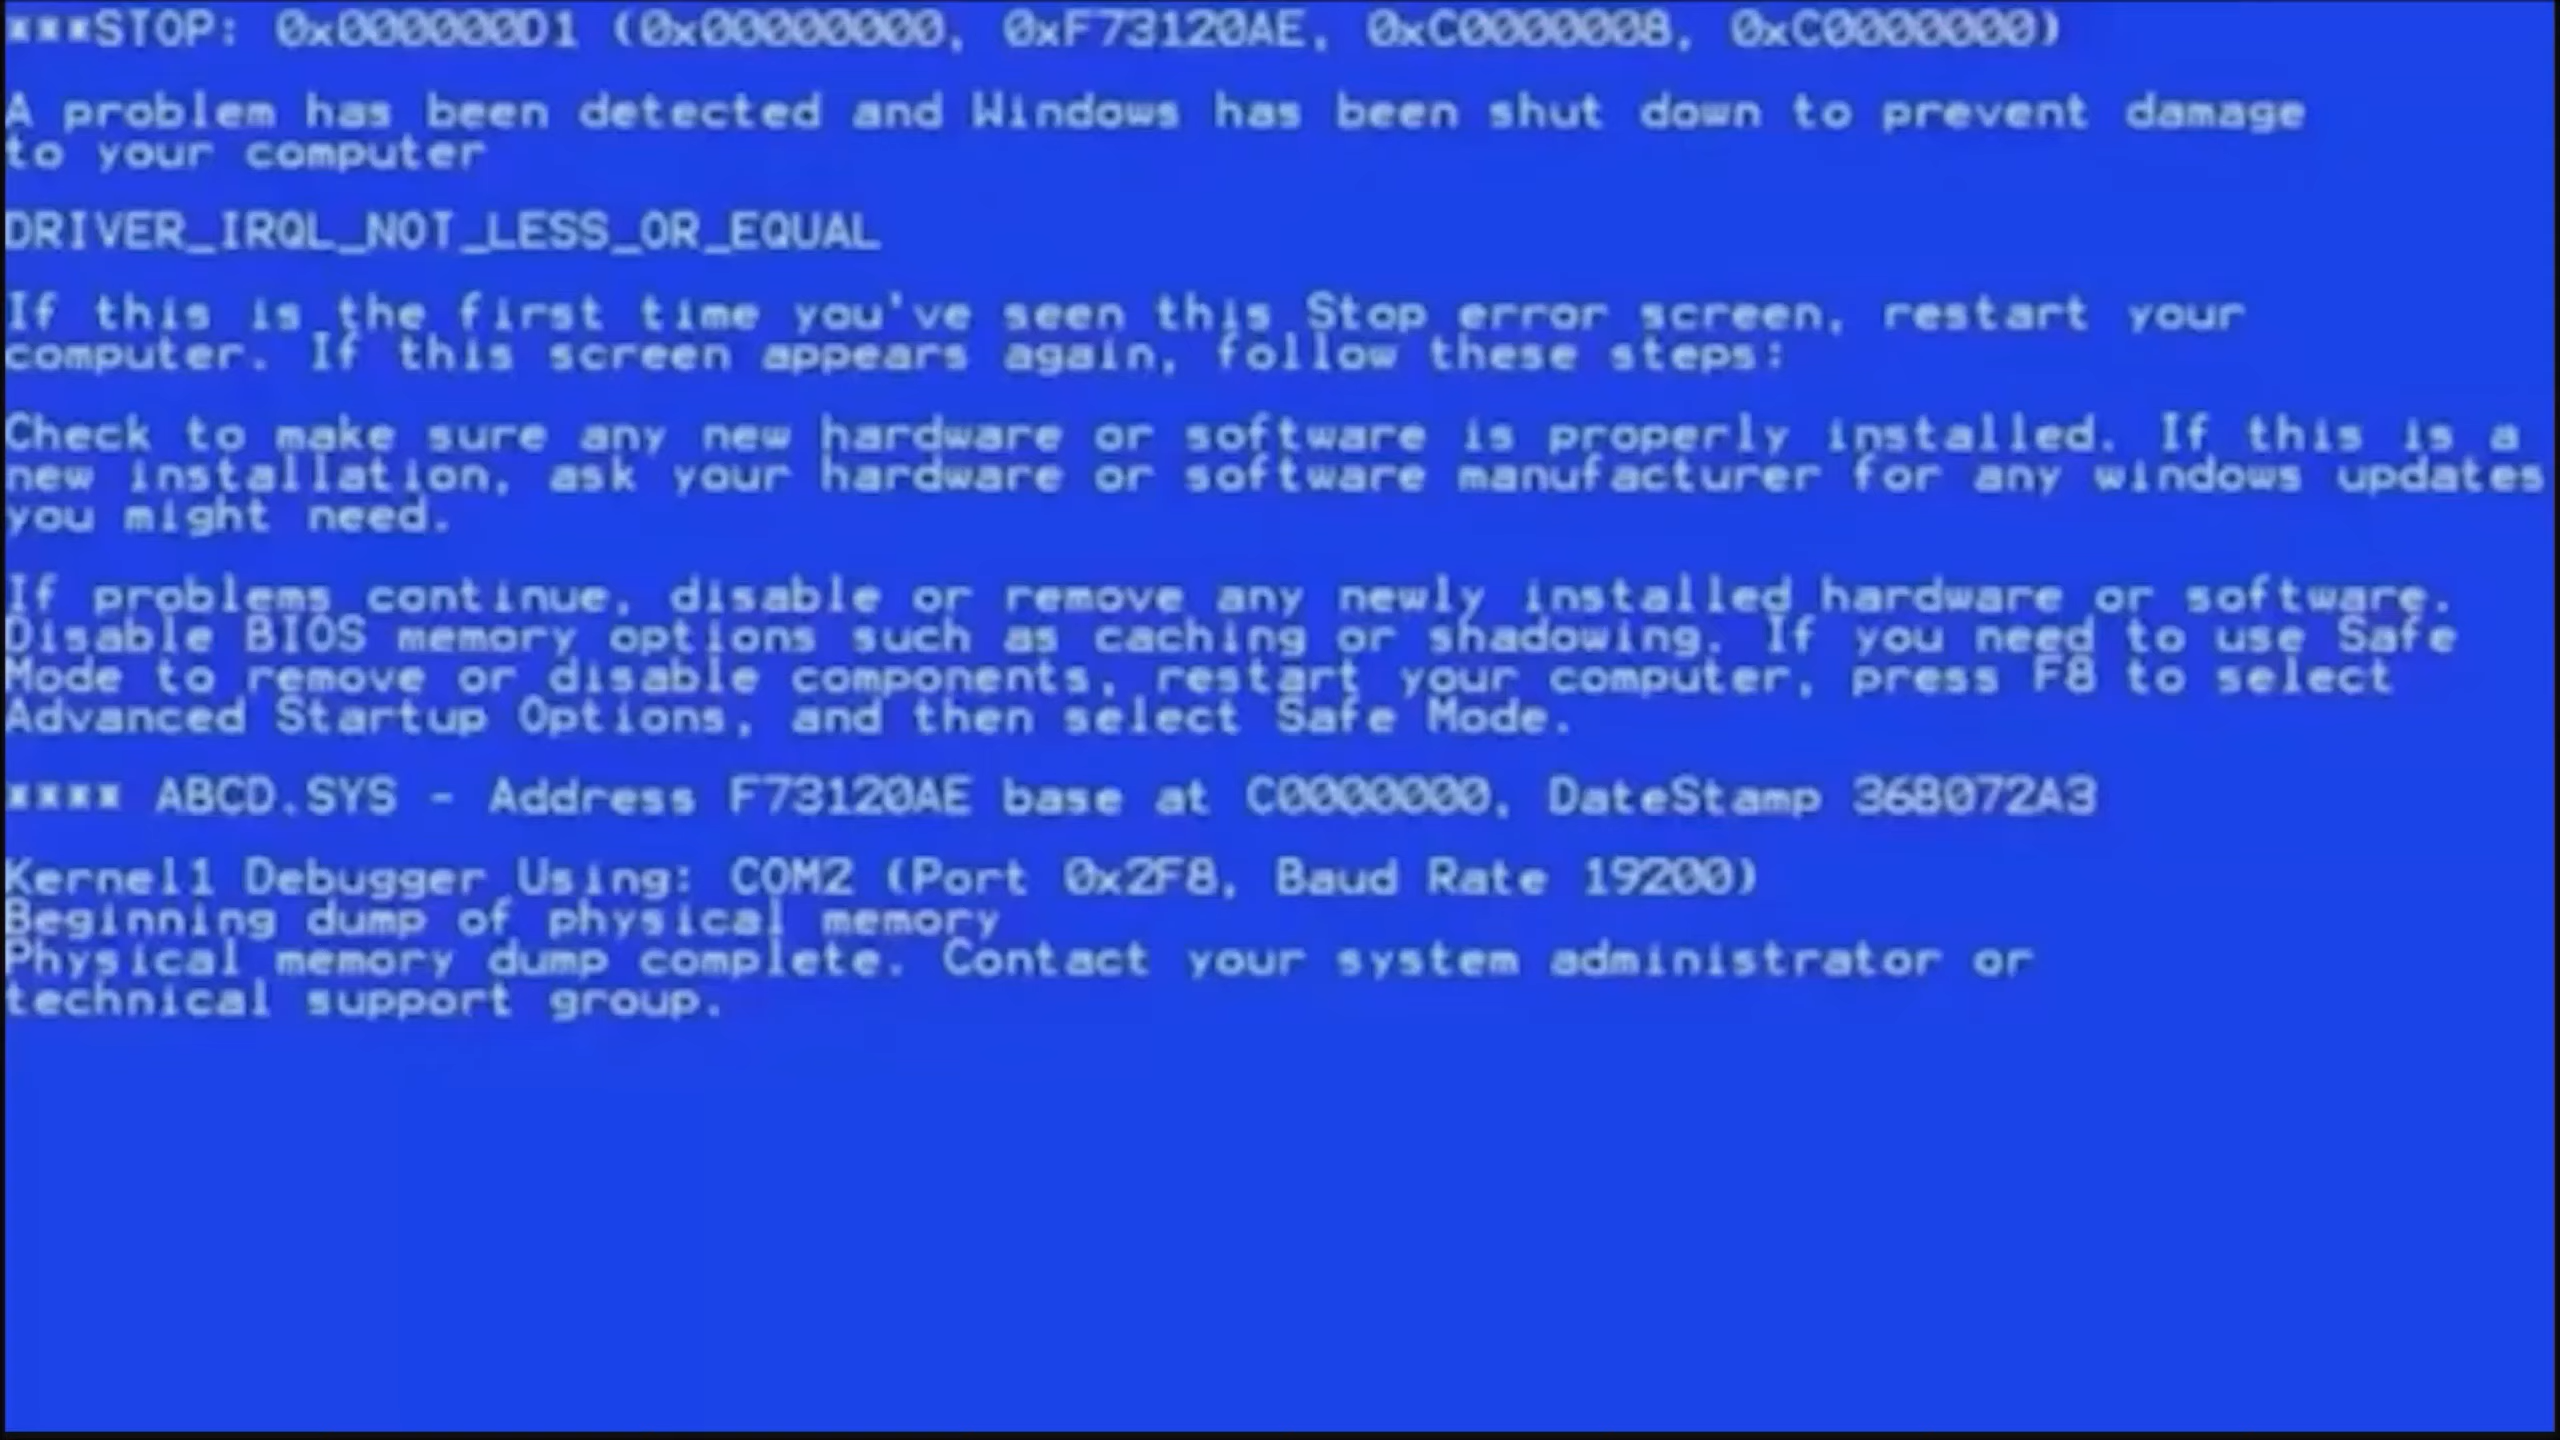 ***STOP: 0x000000D1 (0x00000000, 0xF73120AE, 0xC0000008, 0xC0000000)
A problem has been detected and Windows has been shut down to prevent damage
to your computer
DRIVER_IRQL_NOT_LESS_OR_EQUAL
If this is the first time you've seen this Stop error screen, restart your
computer. If this screen appears again, follow these steps:
Check to make sure any new hardware or software is properly installed. If this is a
new installation, ask your hardware or software manufacturer for any windows updates
you might need.
If problems continue, disable or remove any newly installed hardware or software.
Disable BIOS memory options such as caching or shadowing. If you need to use Safe
Mode to remove or disable components, restart your computer, press F8 to select
Advanced Startup Options, and then select Safe Mode.
**** ABCD.SYS - Address F73120AE base at C0000000, DateStamp 368072A3
Kernel1 Debugger Using: COM2 (Port 0x2F8, Baud Rate 19200)
Beginning dump of physical memory
Physical memory dump complete. Contact your system administrator or
technical support group.